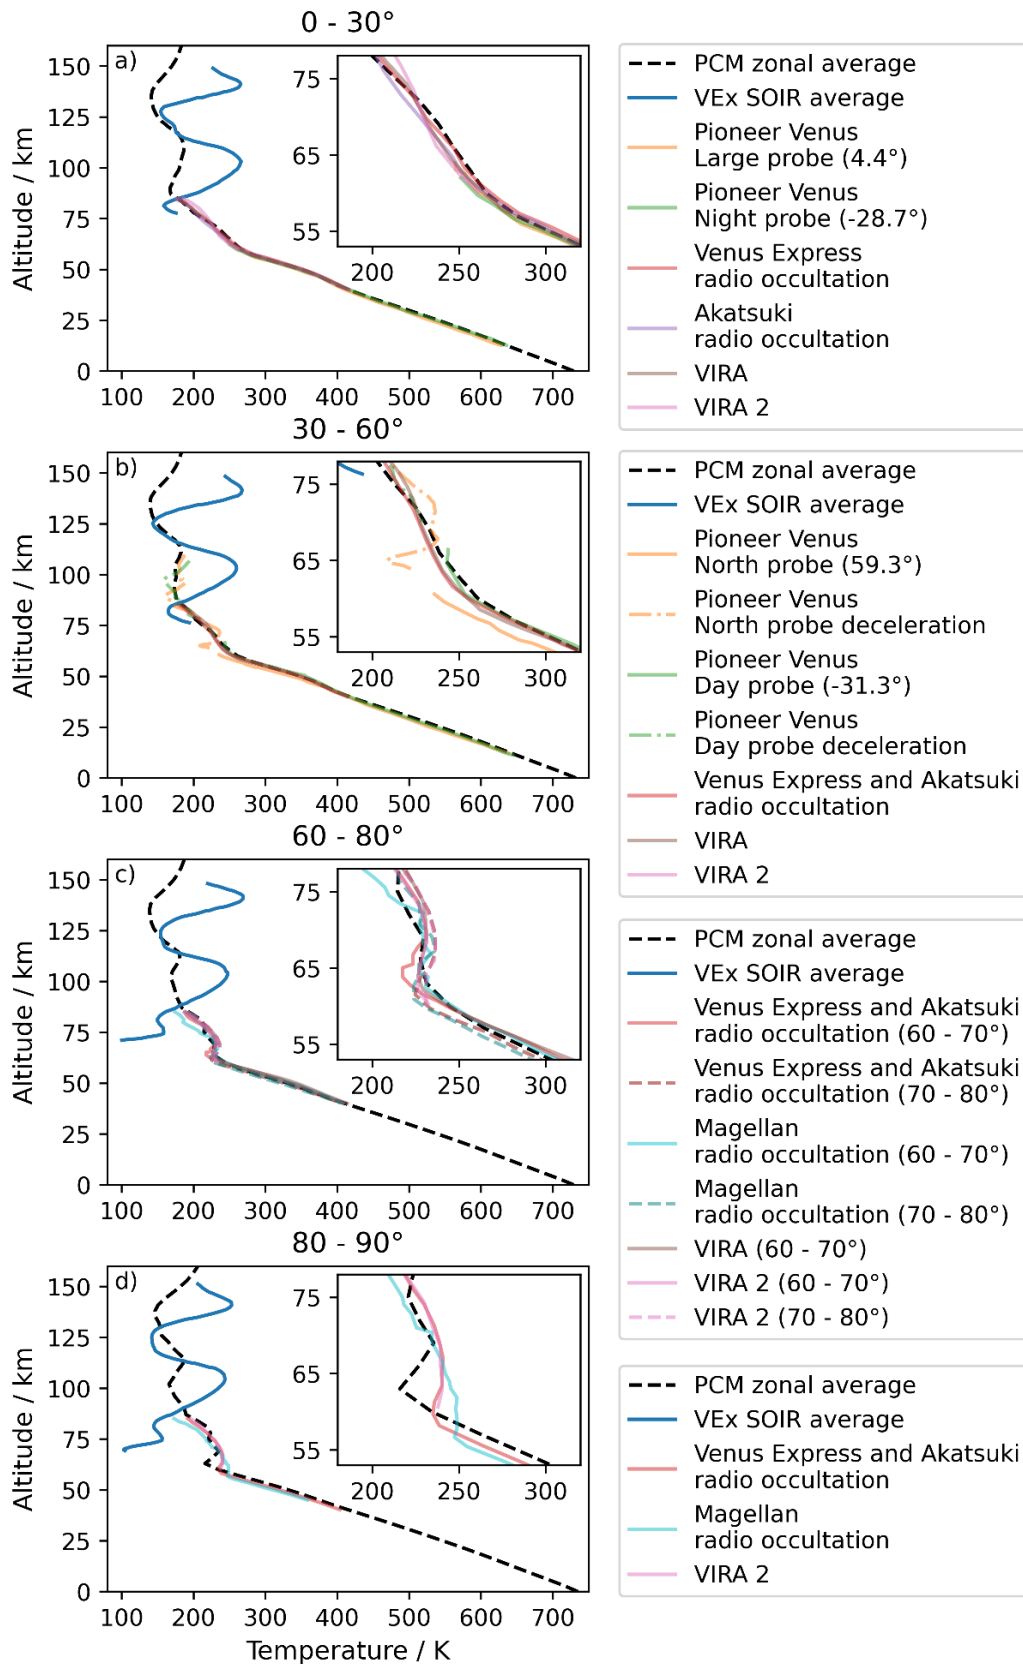 0 - 30°
a)
Altitude / km
150
125
100
75
50
25
0
100 200 300 400 500 600 700
75
65
55
200 250 300
PCM zonal average
VEx SOIR average
Pioneer Venus
Large probe (4.4°)
Pioneer Venus
Night probe (-28.7°)
Venus Express
radio occultation
Akatsuki
radio occultation
VIRA
VIRA 2
30 - 60°
b)
Altitude / km
150
125
100
75
50
25
0
100 200 300 400 500 600 700
75
65
55
200 250 300
PCM zonal average
VEx SOIR average
Pioneer Venus
North probe (59.3°)
Pioneer Venus
North probe deceleration
Pioneer Venus
Day probe (-31.3°)
Pioneer Venus
Day probe deceleration
Venus Express and Akatsuki
radio occultation
VIRA
VIRA 2
60 - 80°
c)
Altitude / km
150
125
100
75
50
25
0
100 200 300 400 500 600 700
75
65
55
200 250 300
PCM zonal average
VEx SOIR average
Venus Express and Akatsuki
radio occultation (60 - 70°)
Venus Express and Akatsuki
radio occultation (70 - 80°)
Magellan
radio occultation (60 - 70°)
Magellan
radio occultation (70 - 80°)
VIRA (60 - 70°)
VIRA 2 (60 - 70°)
VIRA 2 (70 - 80°)
80 - 90°
d)
Altitude / km
150
125
100
75
50
25
0
100 200 300 400 500 600 700
75
65
55
200 250 300
Temperature / K
PCM zonal average
VEx SOIR average
Venus Express and Akatsuki
radio occultation
Magellan
radio occultation
VIRA 2